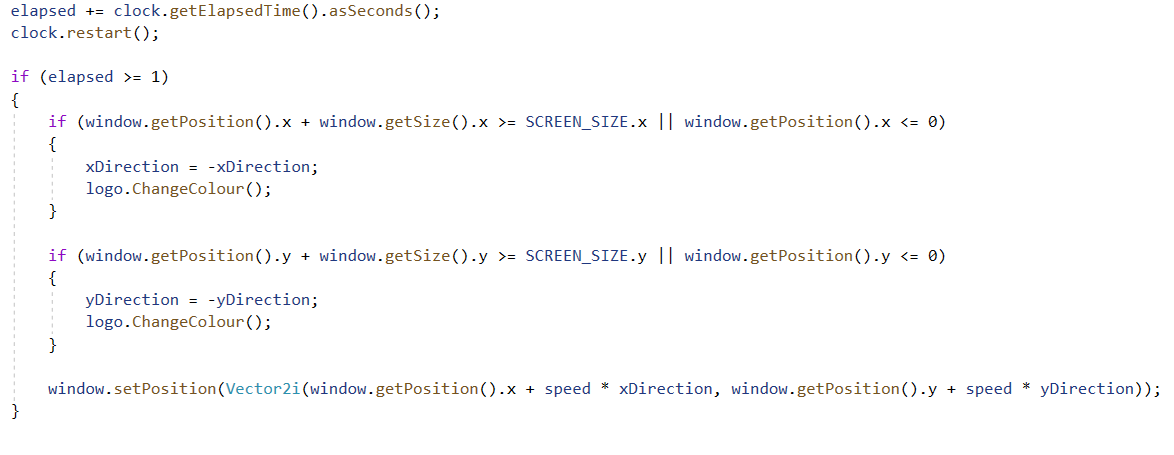 elapsed += clock.getElapsedTime().asSeconds();
clock.restart();
if (elapsed >= 1)
{
if (window.getPosition().x + window.getSize().x >= SCREEN_SIZE.x || window.getPosition().x <= 0)
{
xDirection = -xDirection;
logo.ChangeColour();
}
if (window.getPosition().y + window.getSize().y >= SCREEN_SIZE.y || window.getPosition().y <= 0)
{
yDirection = -yDirection;
logo.ChangeColour();
}
window.setPosition(Vector2i(window.getPosition().x + speed * xDirection, window.getPosition().y + speed * yDirection));
}